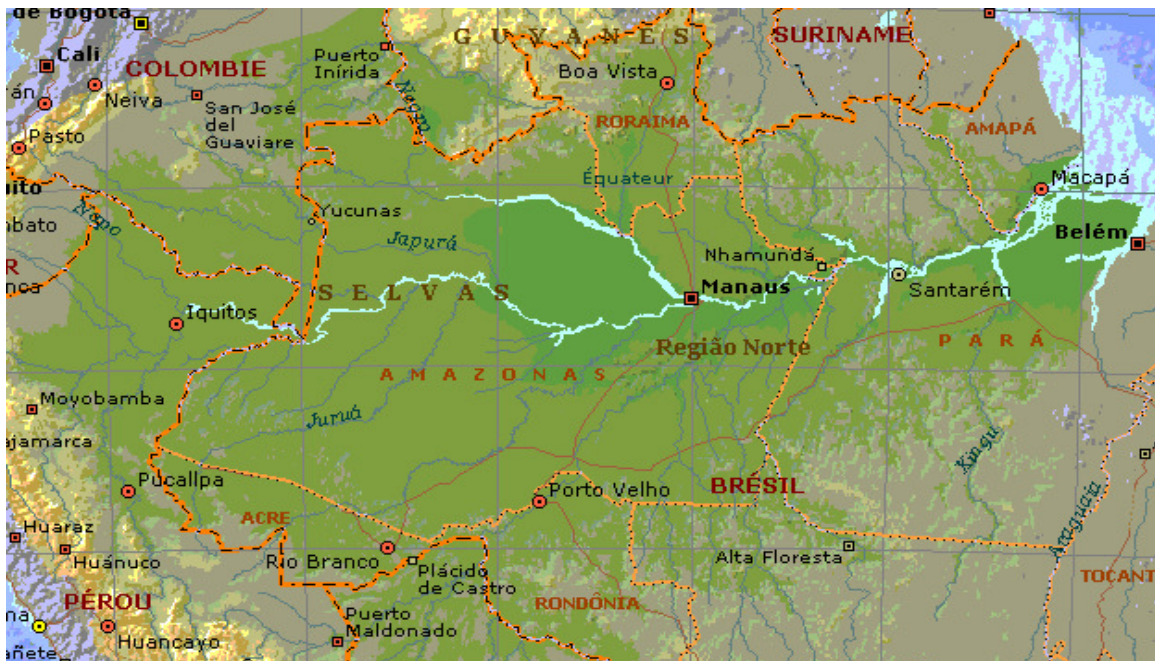 de Bogota
Cali
COLOMBIE
Neiva
San José
del
Guaviare
Puerto
Inírida
Negro
GUYANES
SURINAME
Boa Vista
RORAIMA
AMAPÁ
Pasto
Équateur
Macapá
Napo
Yucunas
Japurá
Belém
Nhamundá
Santarém
SELVAS
Manaus
Iquitos
Região Norte
PARÁ
AMAZONAS
Moyobamba
ajamarca
Juruá
Xingu
Pucallpa
Porto Velho
BRÉSIL
Araguaia
ACRE
Huaraz
Huánuco
Rio Branco
Plácido
de Castro
Alta Floresta
TOCANT
PÉROU
RONDÔNIA
Puerto
Maldonado
Huancayo
añete